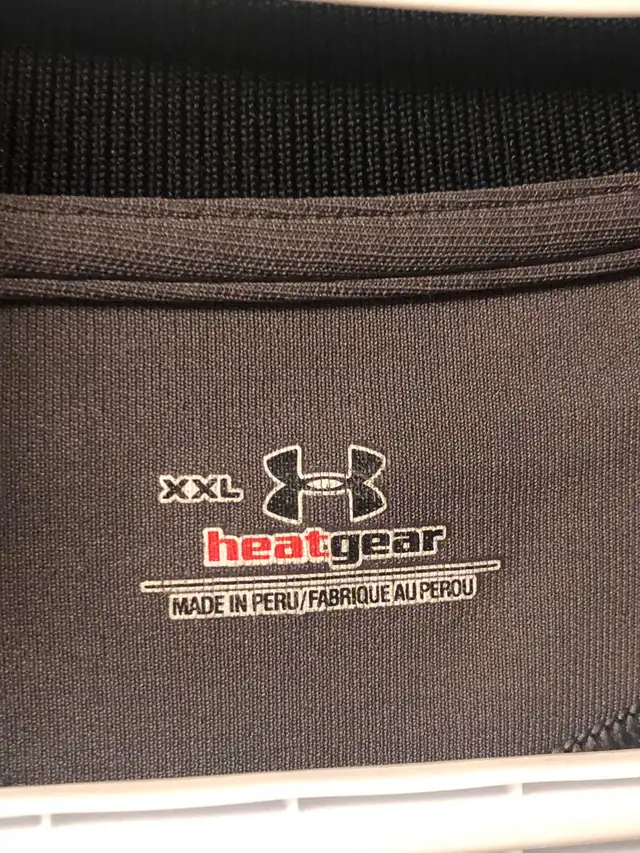 XXL
heatgear
MADE IN PERU/FABRIQUE AU PEROU